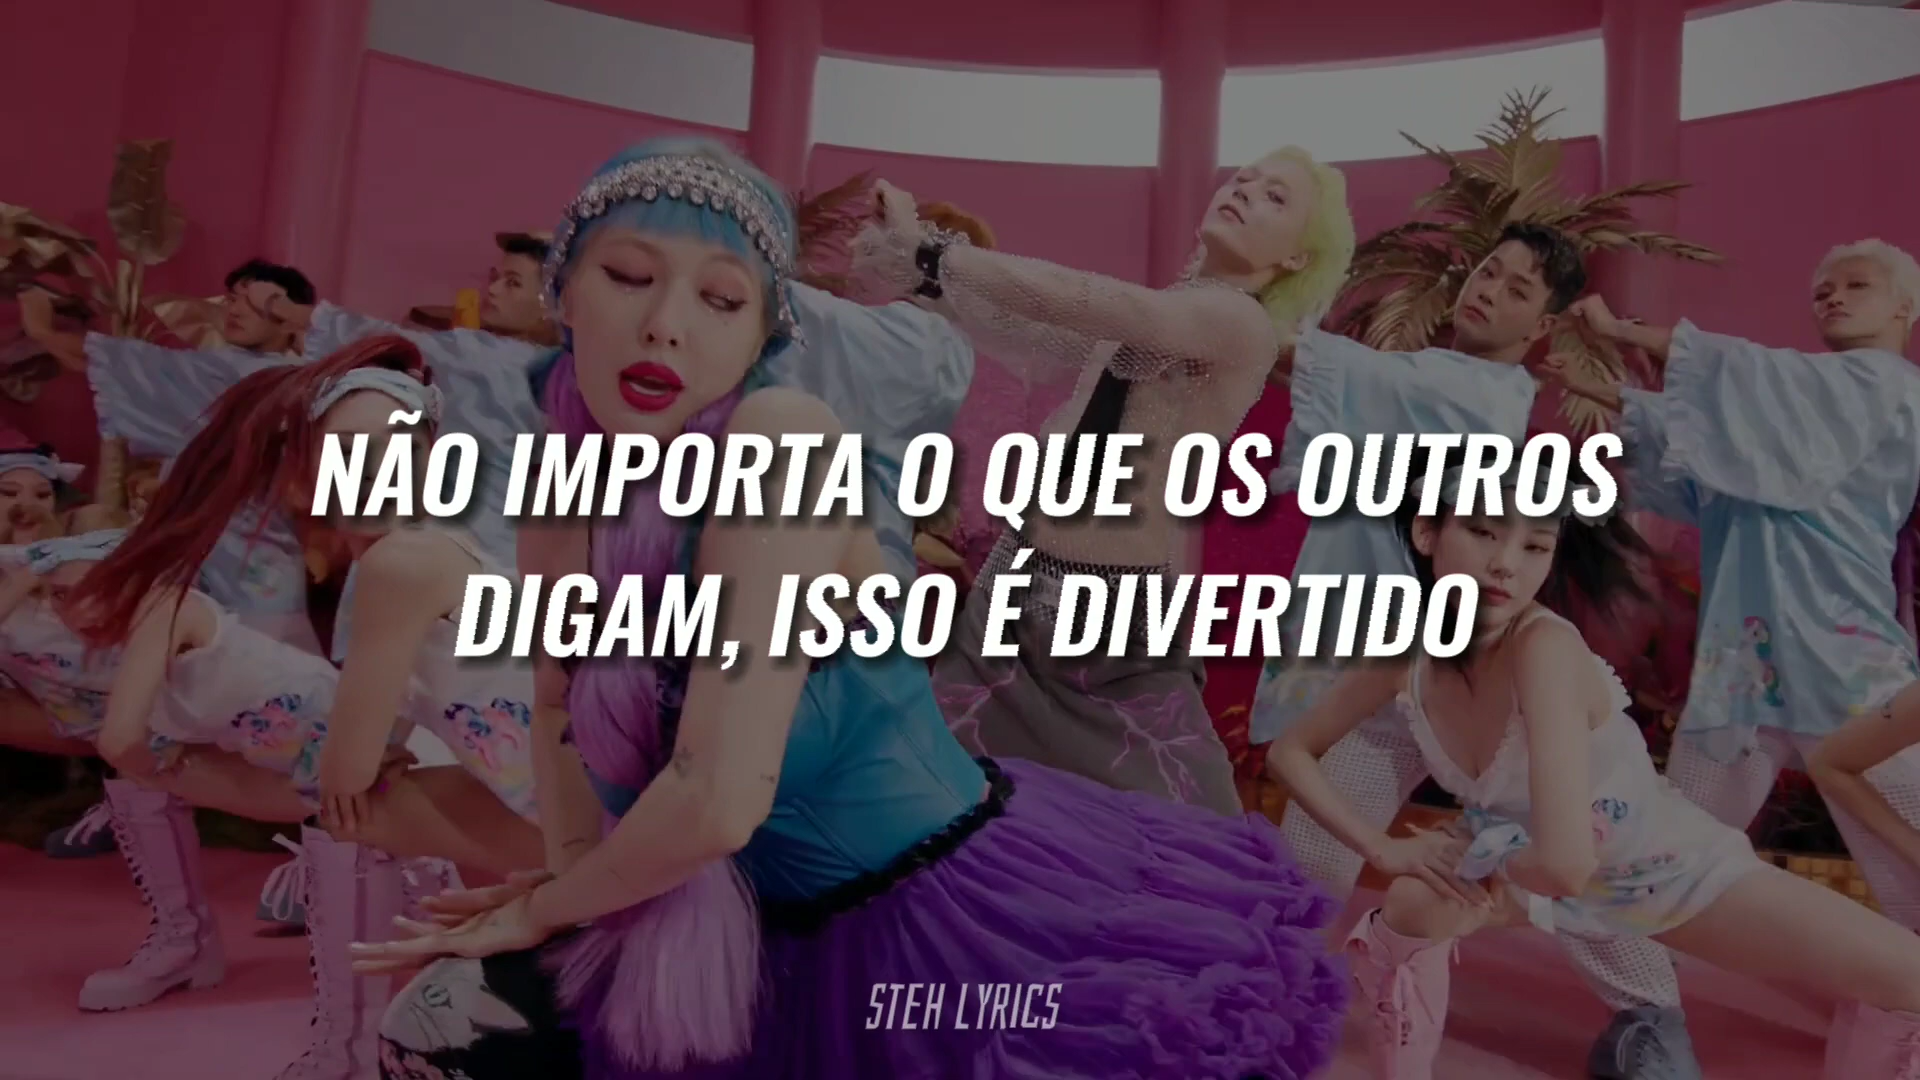 NÃO IMPORTA O QUE OS OUTROS
DIGAM, ISSO É DIVERTIDO
STEH LYRICS